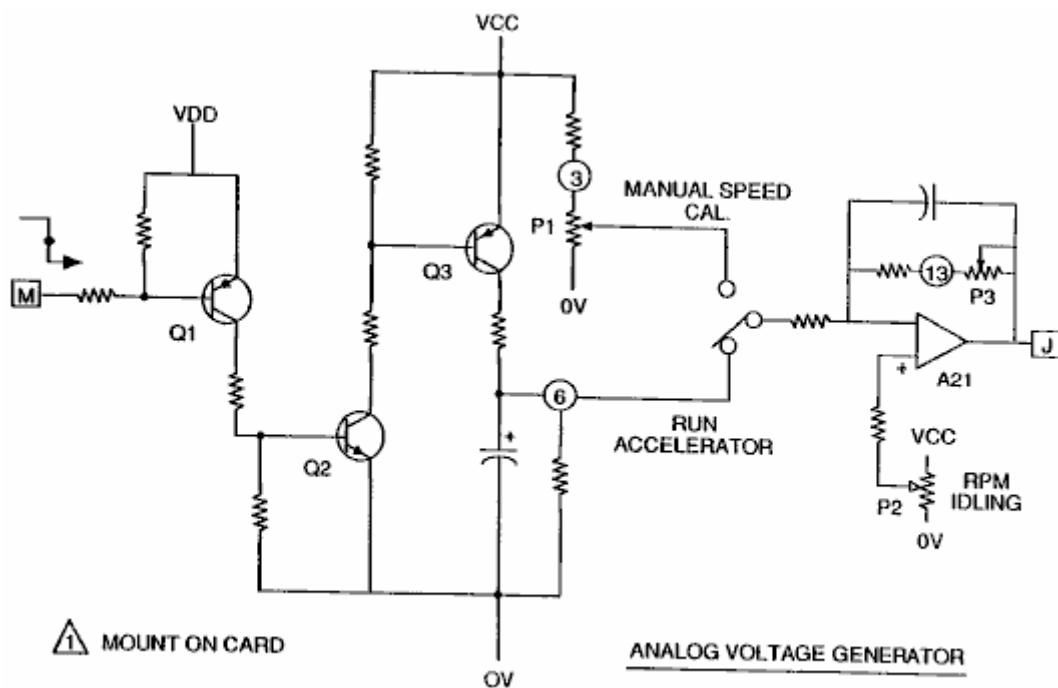 VCC
VDD
3
MANUAL SPEED
CAL.
P1
Q3
M
Q1
0V
13
P3
J
A21
+
6
RUN
ACCELERATOR
Q2
+
VCC
P2
RPM
IDLING
0V
1 MOUNT ON CARD
ANALOG VOLTAGE GENERATOR
OV